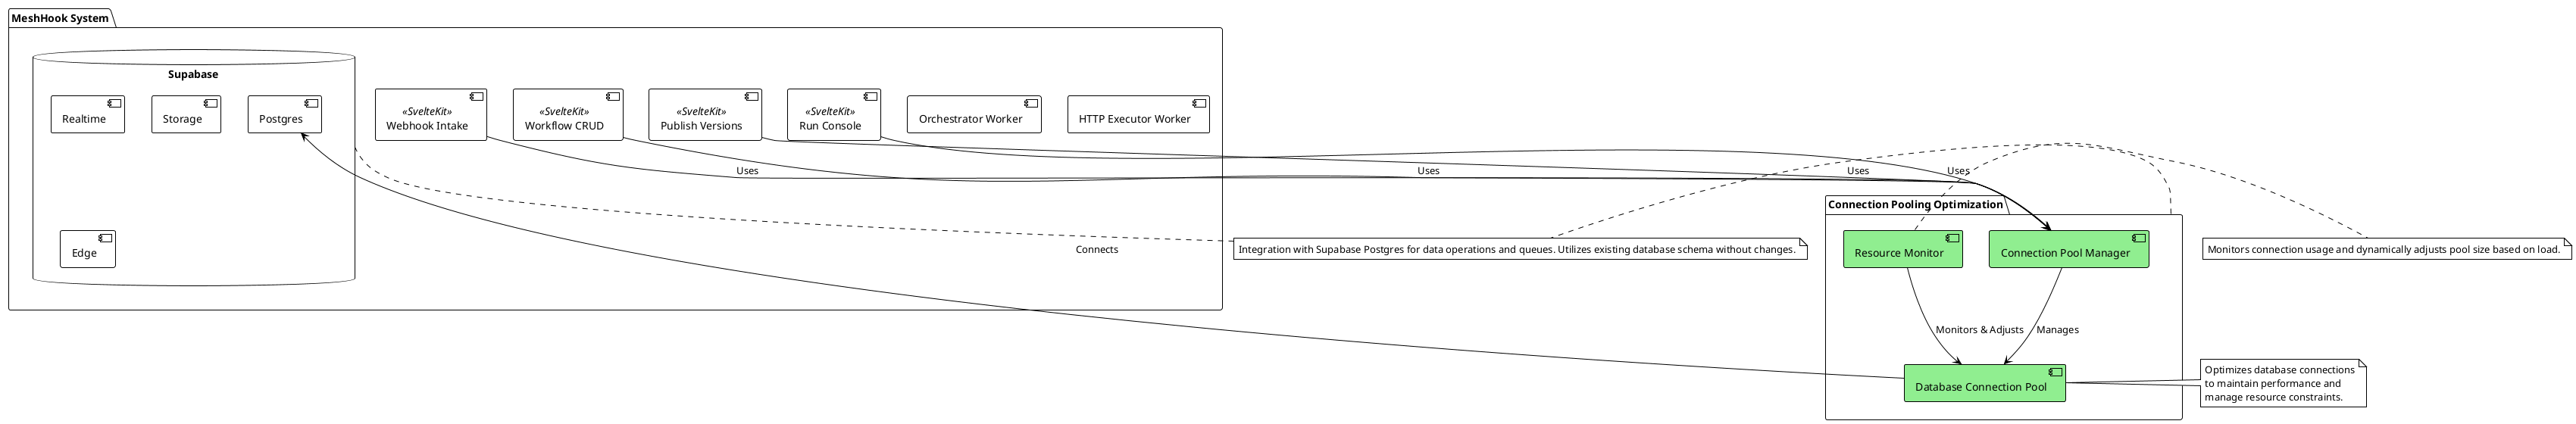 MeshHook System
Supabase
Realtime
Storage
Postgres
Edge
«SvelteKit»
Webhook Intake
«SvelteKit»
Workflow CRUD
«SvelteKit»
Publish Versions
«SvelteKit»
Run Console
Orchestrator Worker
HTTP Executor Worker
Uses
Uses
Uses
Uses
Connects
Integration with Supabase Postgres for data operations and queues. Utilizes existing database schema without changes.
Connection Pooling Optimization
Resource Monitor
Connection Pool Manager
Monitors connection usage and dynamically adjusts pool size based on load.
Monitors & Adjusts
Manages
Database Connection Pool
Optimizes database connections
to maintain performance and
manage resource constraints.